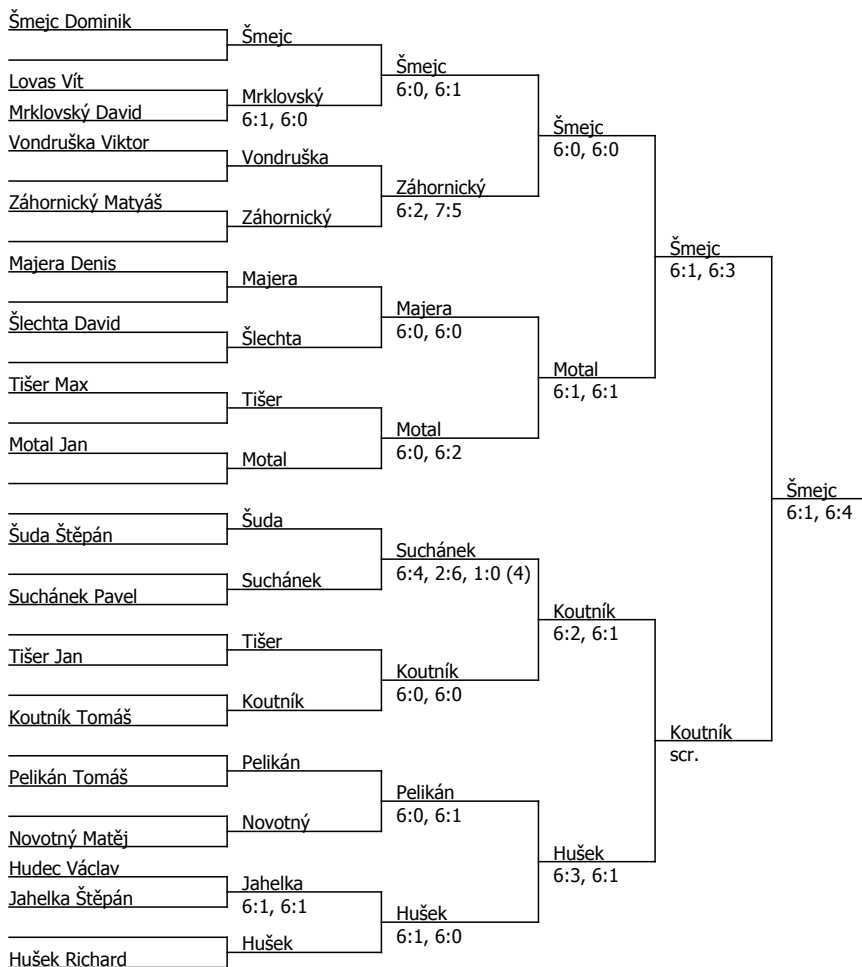 Šmejc Dominik
Šmejc
Šmejc
6:0, 6:1
Lovas Vít
Mrklovský
6:1, 6:0
Mrklovský David
Šmejc
6:0, 6:0
Vondruška Viktor
Vondruška
Záhornický
6:2, 7:5
Záhornický Matyáš
Záhornický
Šmejc
6:1, 6:3
Majera Denis
Majera
Majera
6:0, 6:0
Šlechta David
Šlechta
Motal
6:1, 6:1
Tišer Max
Tišer
Motal
6:0, 6:2
Motal Jan
Motal
Šmejc
6:1, 6:4
Šuda
Šuda Štěpán
Suchánek
6:4, 2:6, 1:0 (4)
Suchánek
Suchánek Pavel
Koutník
6:2, 6:1
Tišer
Tišer Jan
Koutník
6:0, 6:0
Koutník
Koutník Tomáš
Koutník
scr.
Pelikán
Pelikán Tomáš
Pelikán
6:0, 6:1
Novotný
Novotný Matěj
Hušek
6:3, 6:1
Hudec Václav
Jahelka
6:1, 6:1
Jahelka Štěpán
Hušek
6:1, 6:0
Hušek
Hušek Richard